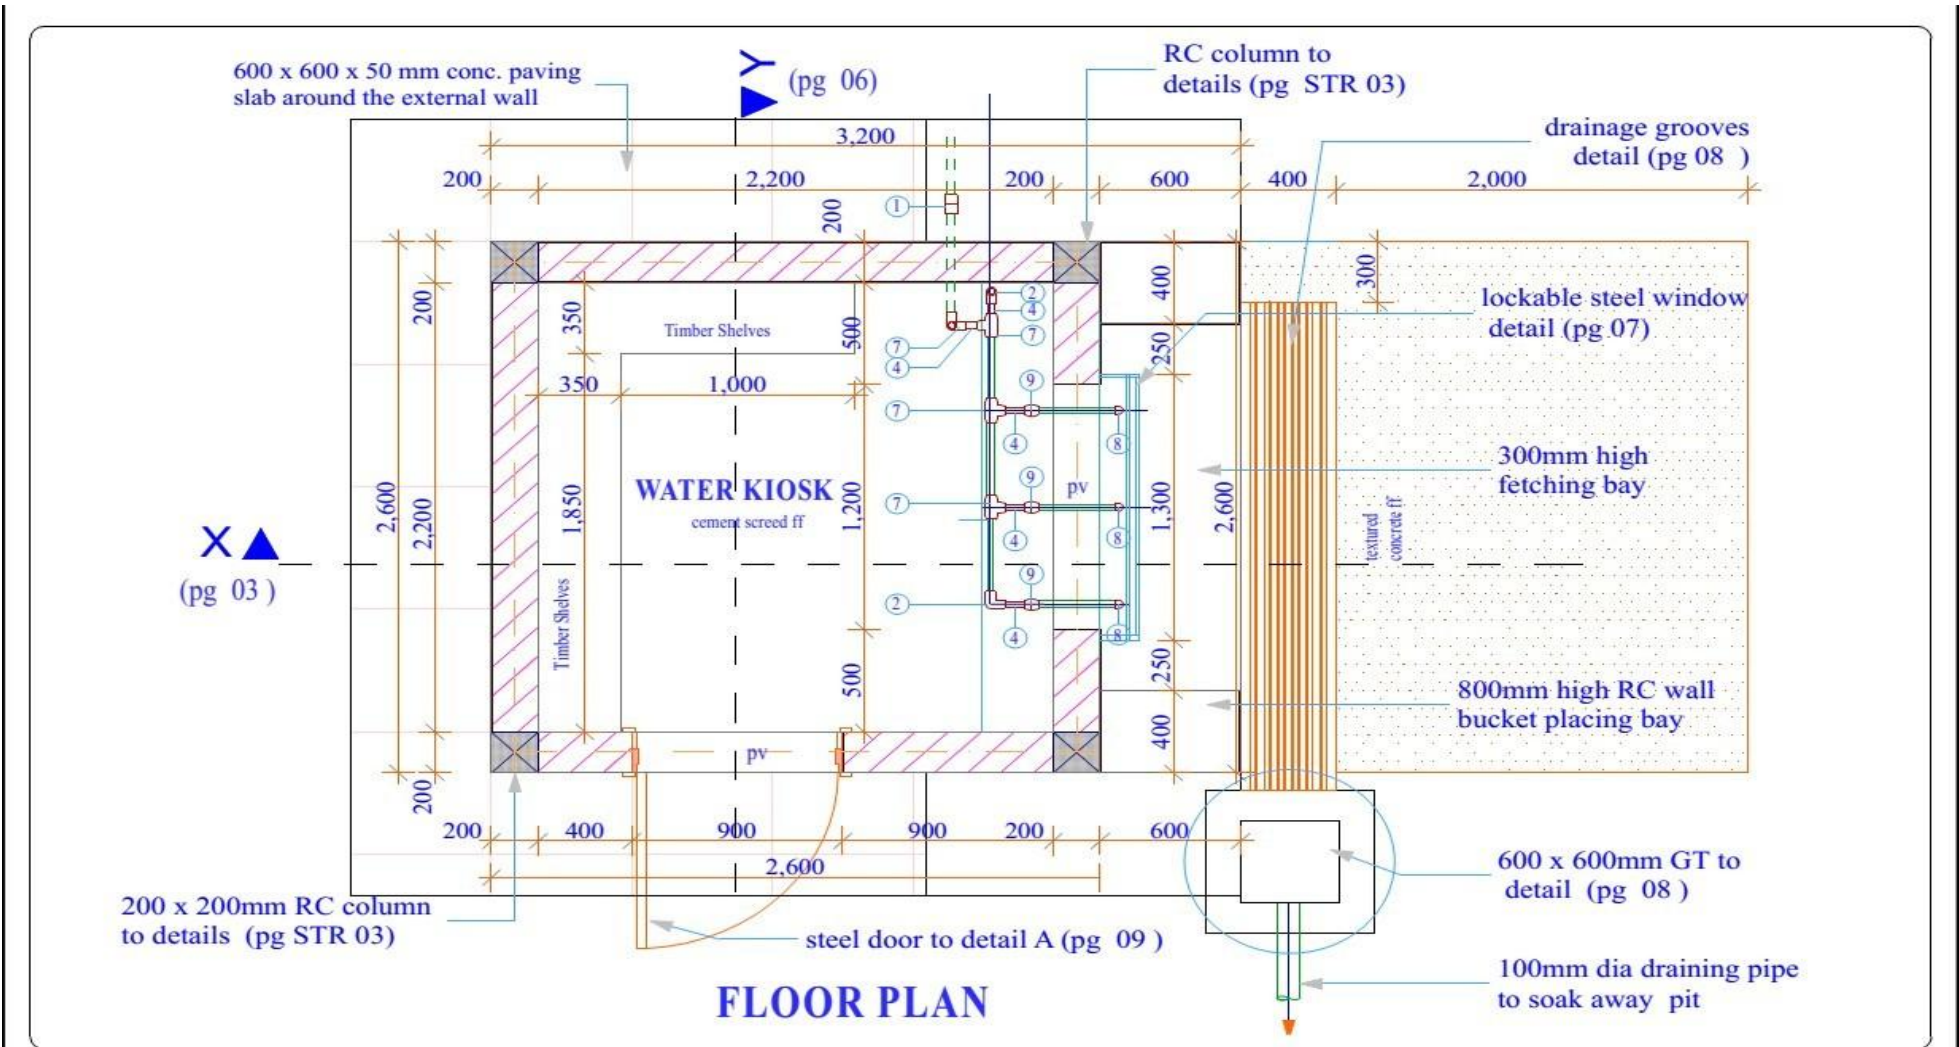 600 x 600 x 50 mm conc. paving
slab around the external wall
Y
(pg 06)
RC column to
details (pg STR 03)
drainage grooves
detail (pg 08 )
3,200
200
2,200
200
600
400
2,000
200
1
400
300
200
350
Timber Shelves
500
2
4
7
7
4
250
lockable steel window
detail (pg 07)
350
1,000
9
7
4
8
300mm high
fetching bay
WATER KIOSK
cement screed ff
2,600
2,200
1,850
1,200
7
9
pv
1,300
2,600
4
8
textured
concrete ff
X
(pg 03 )
Timber Shelves
9
2
4
8
500
250
800mm high RC wall
bucket placing bay
400
pv
200
200
400
900
900
200
600
2,600
600 x 600mm GT to
detail (pg 08 )
200 x 200mm RC column
to details (pg STR 03)
steel door to detail A (pg 09 )
100mm dia draining pipe
to soak away pit
FLOOR PLAN